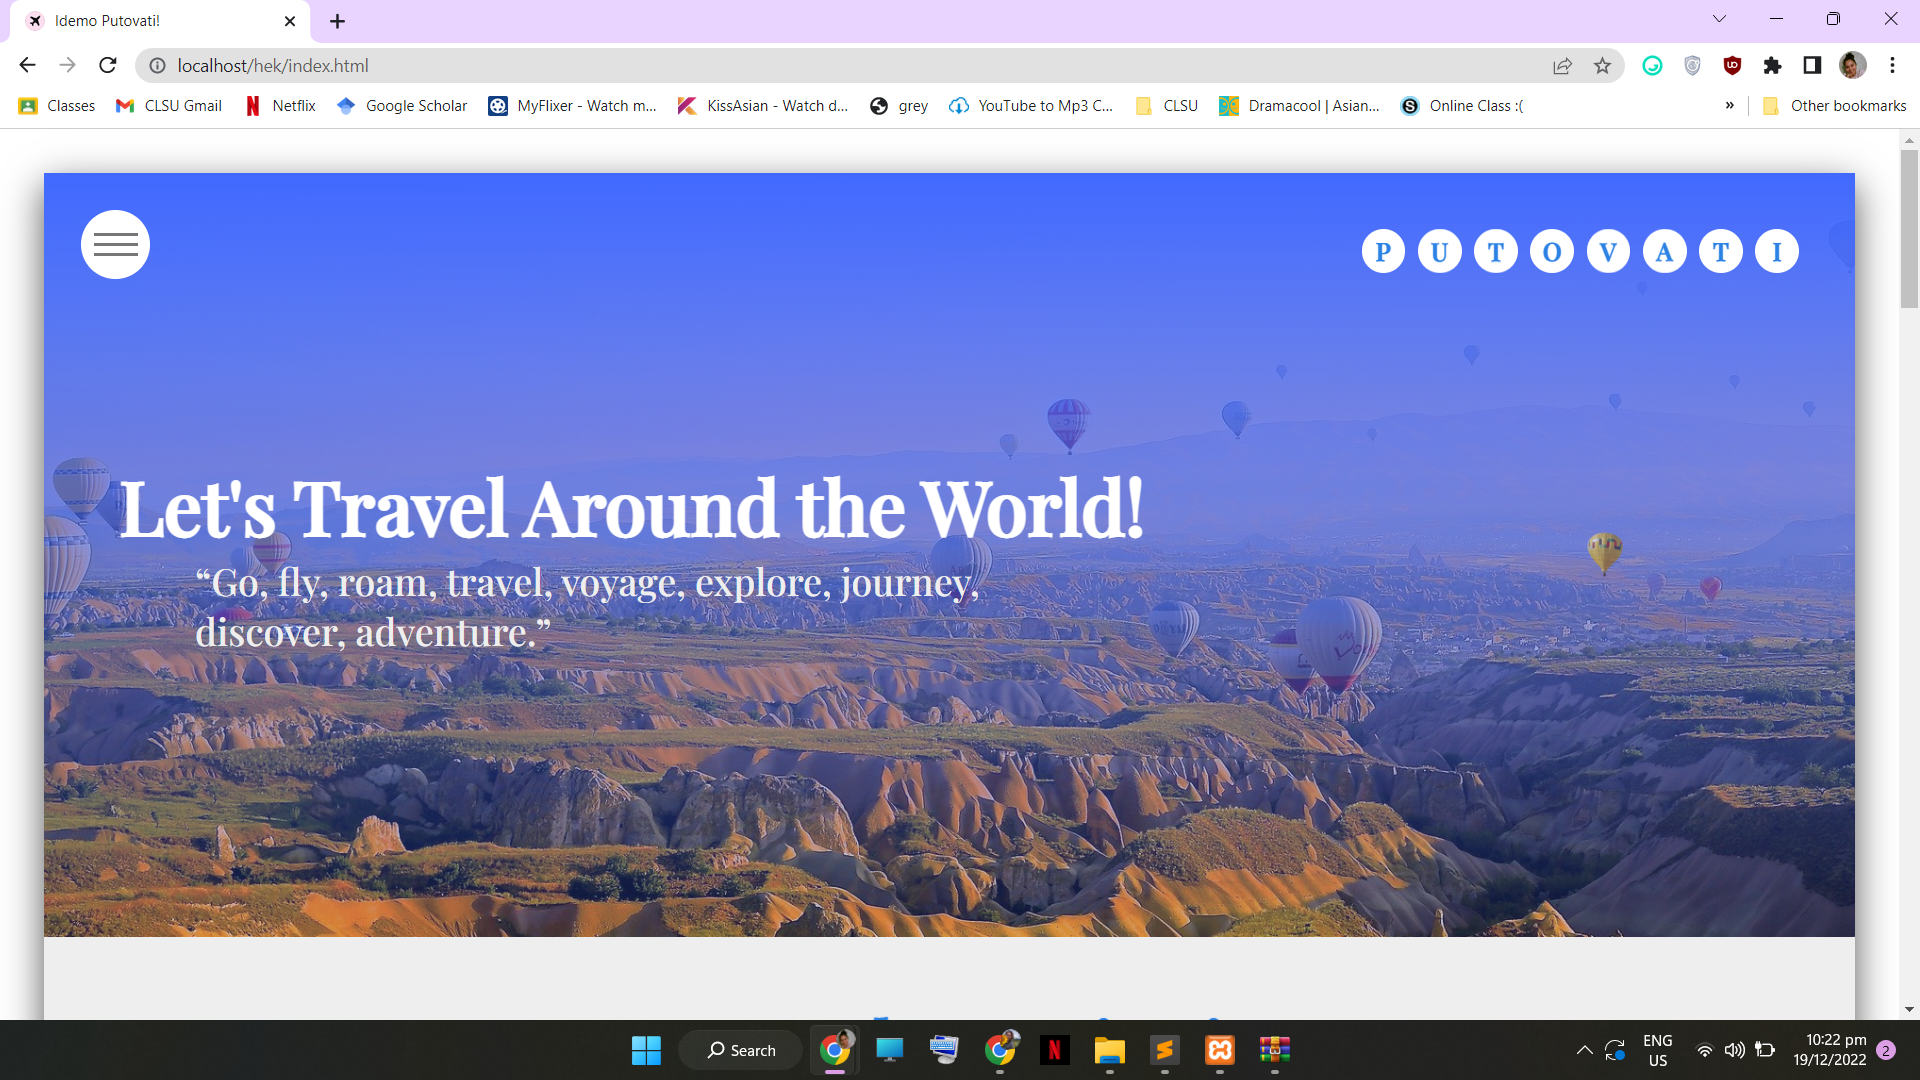 Idemo Putovati!
localhost/hek/index.html
Classes
CLSU Gmail
Netflix
Google Scholar
MyFlixer - Watch m...
KissAsian - Watch d...
grey
YouTube to Mp3 C...
CLSU
Dramacool | Asian...
Online Class :(
»
Other bookmarks
P U T O V A T I
Let's Travel Around the World!
“Go, fly, roam, travel, voyage, explore, journey,
discover, adventure.”
Search
ENG
US
10:22 pm
19/12/2022
2